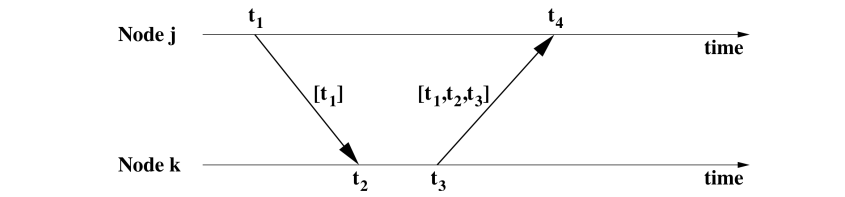 t1 t4
Node j time
[t1] [t1,t2,t3]
Node k time
t2 t3